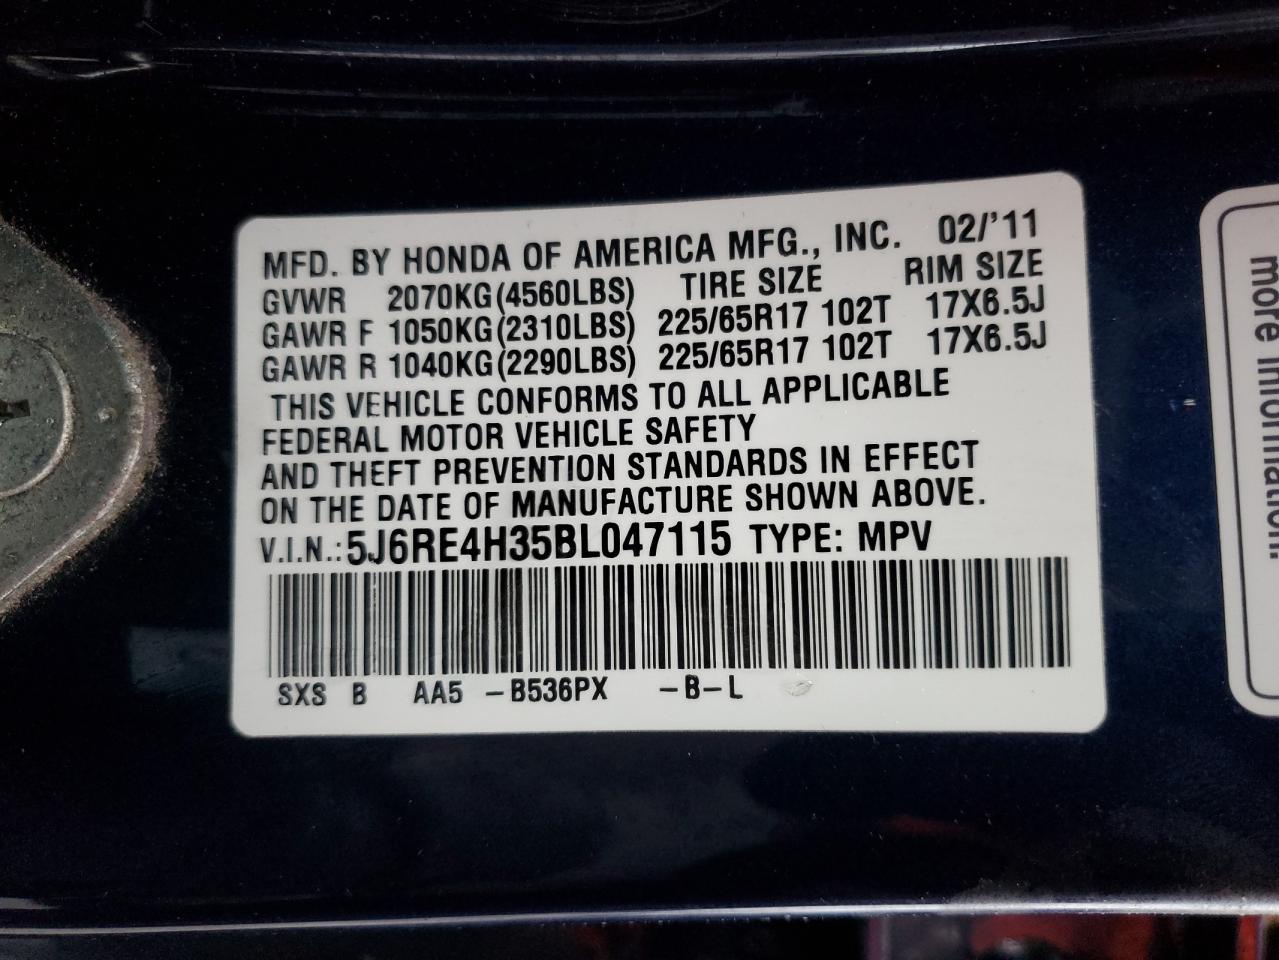 MFD. BY HONDA OF AMERICA MFG., INC. 02/'11
GVWR 2070KG(4560LBS) TIRE SIZE RIM SIZE
GAWR F 1050KG(2310LBS) 225/65R17 102T 17X6.5J
GAWR R 1040KG(2290LBS) 225/65R17 102T 17X6.5J
THIS VEHICLE CONFORMS TO ALL APPLICABLE
FEDERAL MOTOR VEHICLE SAFETY
AND THEFT PREVENTION STANDARDS IN EFFECT
ON THE DATE OF MANUFACTURE SHOWN ABOVE.
V.I.N.:5J6RE4H35BL047115 TYPE: MPV
SXS B AA5 -B536PX -B-L
more information.